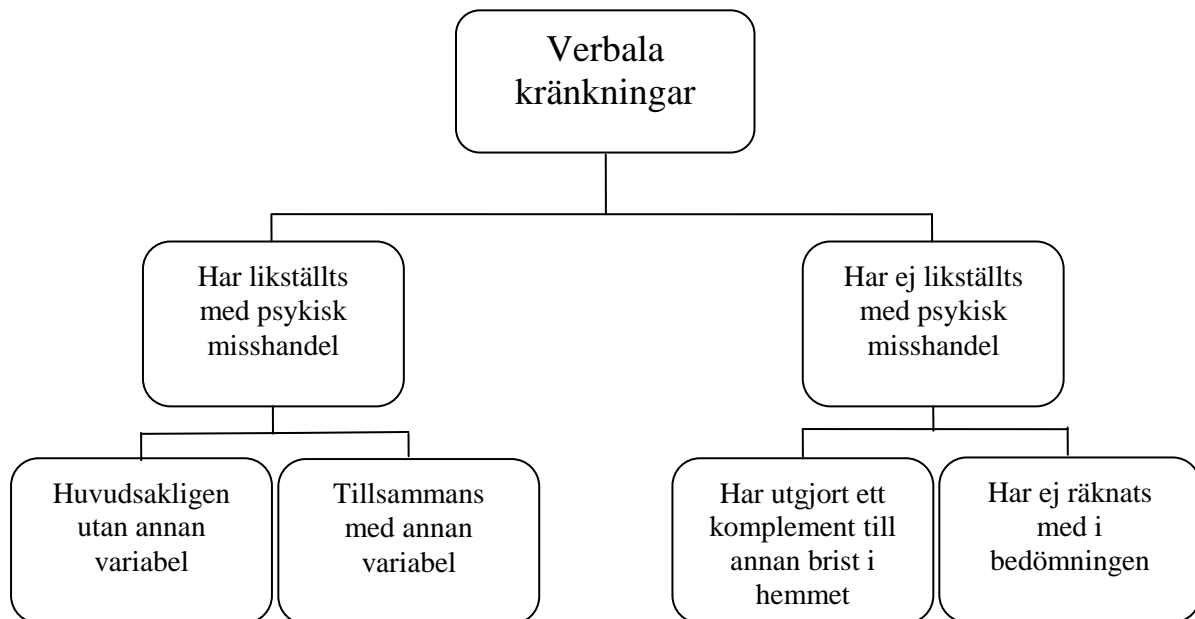 Verbala
kränkningar
Har likställts
med psykisk
misshandel
Har ej likställts
med psykisk
misshandel
Huvudsakligen
utan annan
variabel
Tillsammans
med annan
variabel
Har utgjort ett
komplement till
annan brist i
hemmet
Har ej räknats
med i
bedömningen